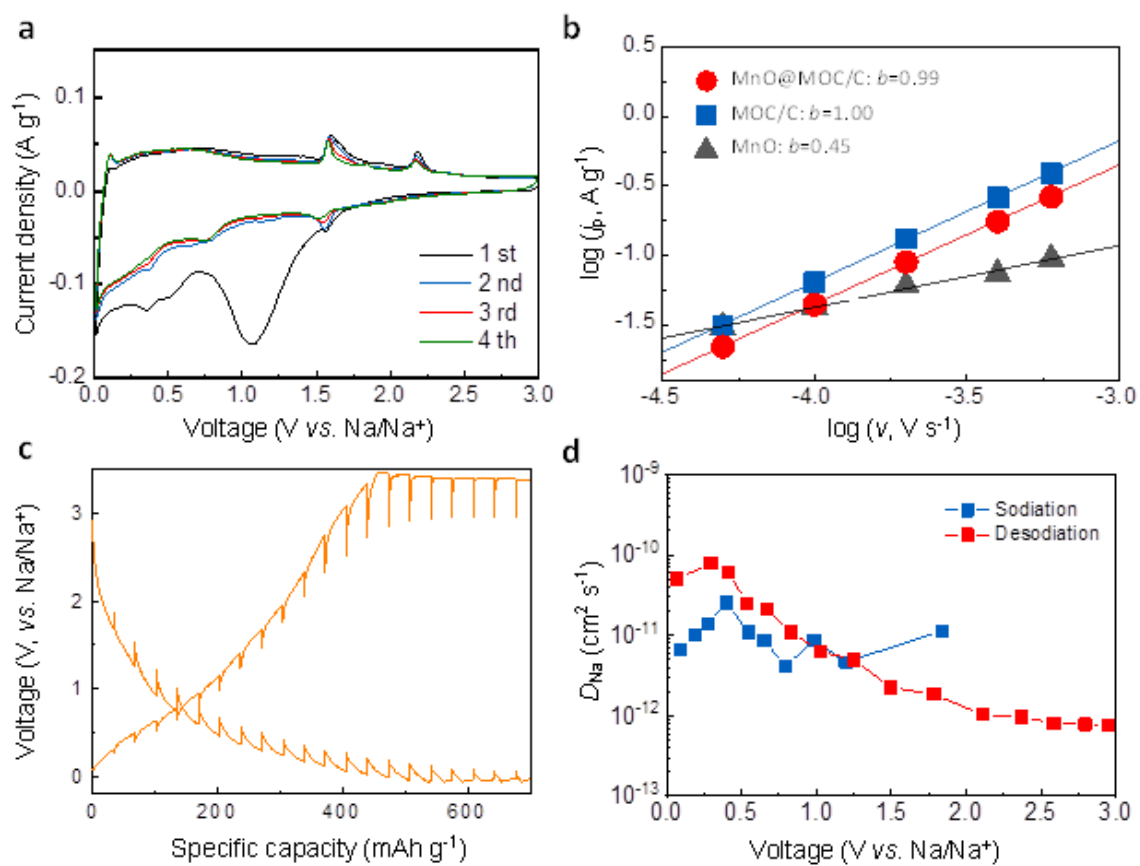 a
0.1
0.0
-0.1
-0.2
Current density (A g⁻¹)
1 st
2 nd
3 rd
4 th
0.0 0.5 1.0 1.5 2.0 2.5 3.0
Voltage (V vs. Na/Na⁺)
b
0.5
0.0
-0.5
-1.0
-1.5
log (jₚ, A g⁻¹)
MnO@MOC/C: b=0.99
MOC/C: b=1.00
MnO: b=0.45
-4.5 -4.0 -3.5 -3.0
log (v, V s⁻¹)
c
3
2
1
0
Voltage (V, vs. Na/Na⁺)
0 200 400 600
Specific capacity (mAh g⁻¹)
d
10⁻⁹
10⁻¹⁰
10⁻¹¹
10⁻¹²
10⁻¹³
D_Na (cm² s⁻¹)
Sodiation
Desodiation
0.0 0.5 1.0 1.5 2.0 2.5 3.0
Voltage (V vs. Na/Na⁺)